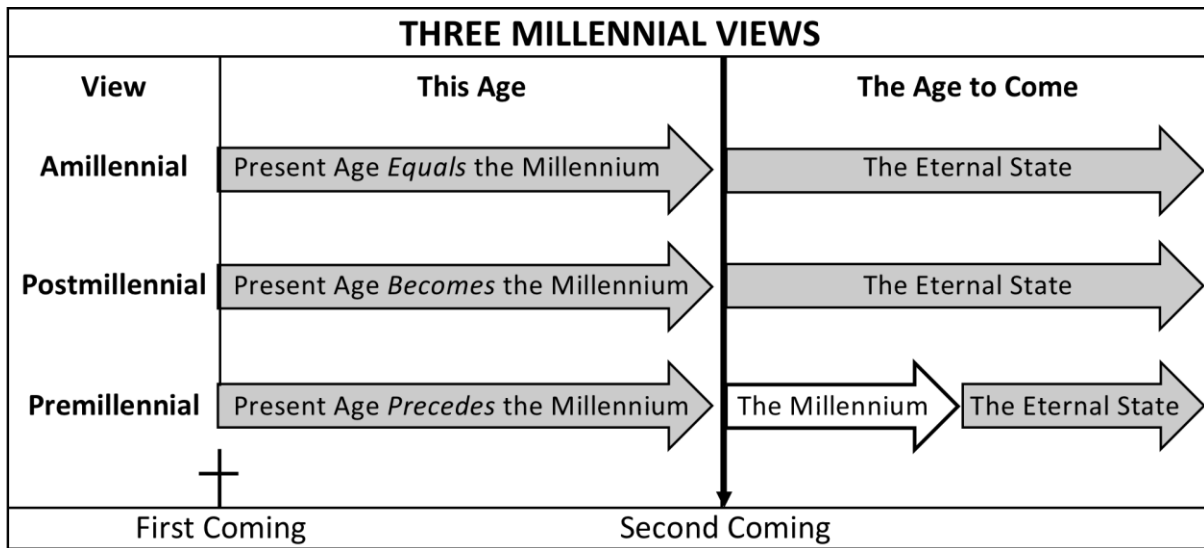 THREE MILLENNIAL VIEWS
View This Age The Age to Come
Amillennial Present Age Equals the Millennium The Eternal State
Postmillennial Present Age Becomes the Millennium The Eternal State
Premillennial Present Age Precedes the Millennium The Millennium The Eternal State
First Coming Second Coming